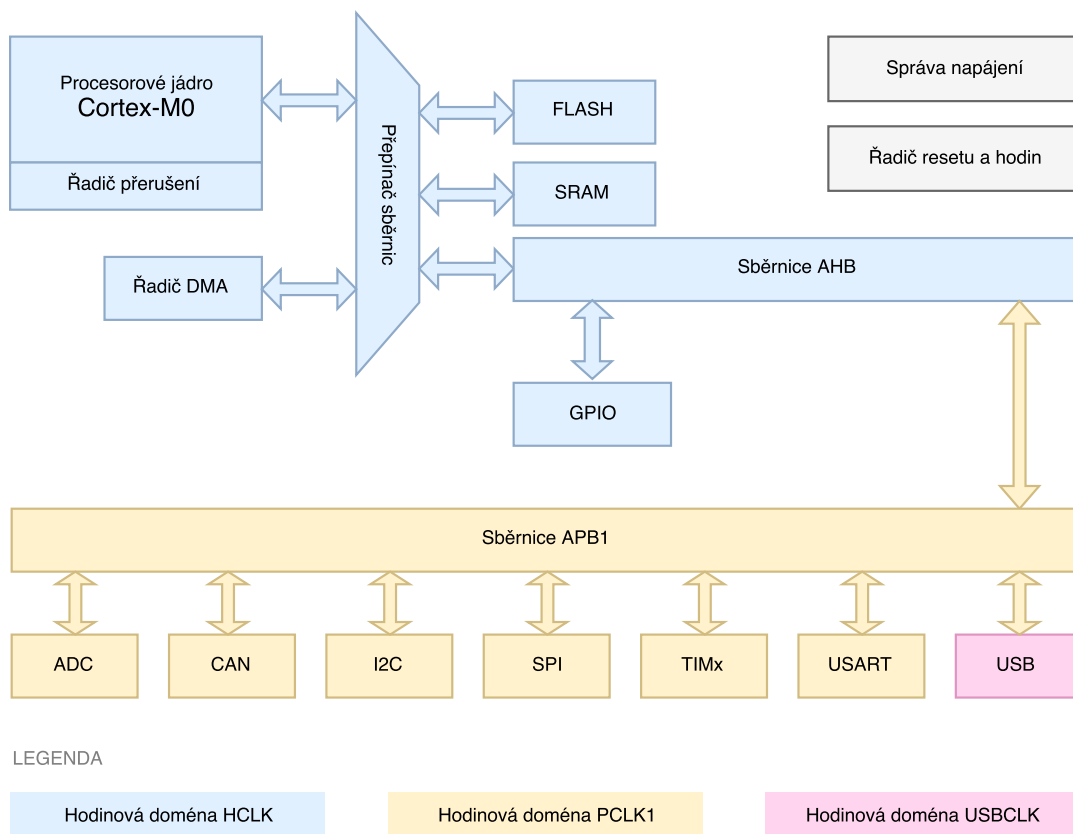 Procesorové jádro
Cortex-M0
Řadič přerušení
Řadič DMA
Přepínač sběrnic
FLASH
SRAM
Sběrnice AHB
GPIO
Správa napájení
Řadič resetu a hodin
Sběrnice APB1
ADC
CAN
I2C
SPI
TIMx
USART
USB
LEGENDA
Hodinová doména HCLK
Hodinová doména PCLK1
Hodinová doména USBCLK